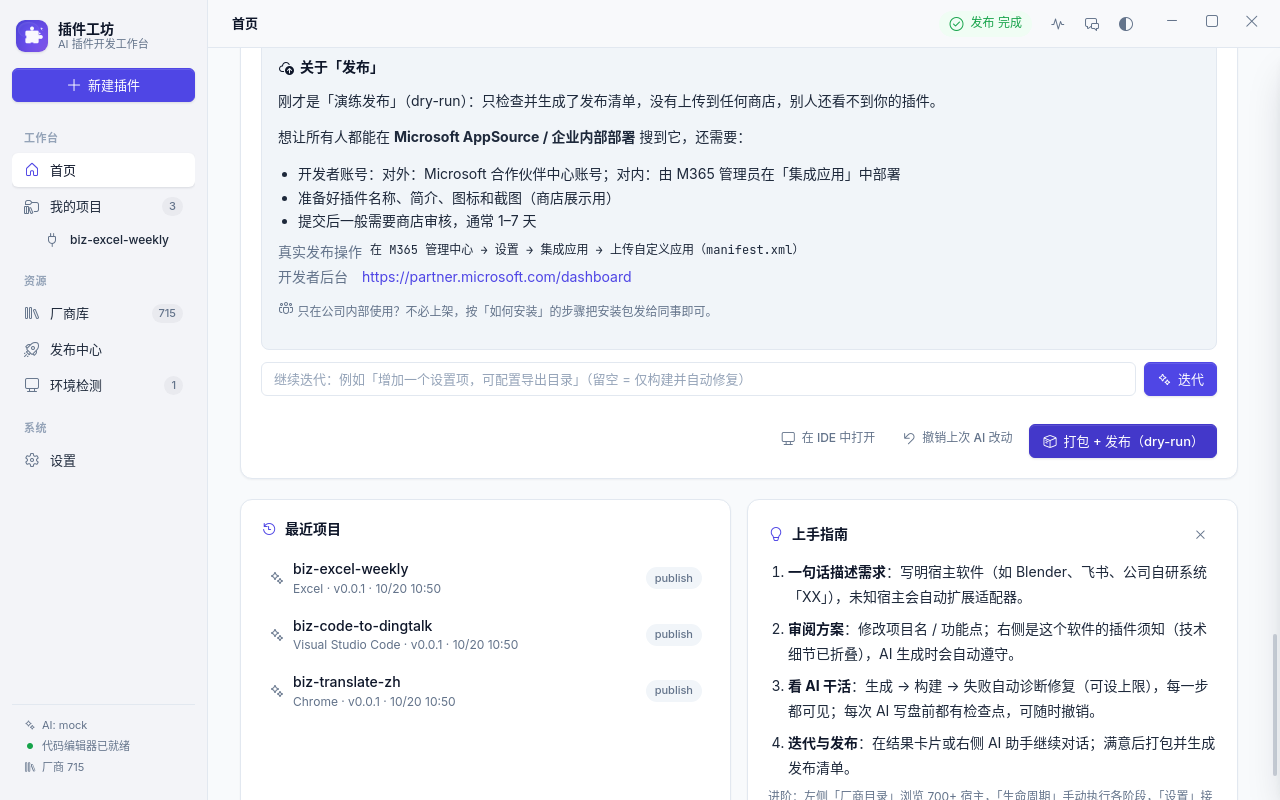 插件工坊
AI 插件开发工作台
新建插件
工作台
首页
我的项目 3
biz-excel-weekly
资源
厂商库 715
发布中心
环境检测 1
系统
设置
AI: mock
代码编辑器已就绪
厂商 715
首页
发布 完成
关于「发布」
刚才是「演练发布」（dry-run）：只检查并生成了发布清单，没有上传到任何商店，别人还看不到你的插件。
想让所有人都能在 Microsoft AppSource / 企业内部部署 搜到它，还需要：
开发者账号：对外：Microsoft 合作伙伴中心账号；对内：由 M365 管理员在「集成应用」中部署
准备好插件名称、简介、图标和截图（商店展示用）
提交后一般需要商店审核，通常 1–7 天
真实发布操作 在 M365 管理中心 → 设置 → 集成应用 → 上传自定义应用（manifest.xml）
开发者后台 https://partner.microsoft.com/dashboard
只在公司内部使用？不必上架，按「如何安装」的步骤把安装包发给同事即可。
继续迭代：例如「增加一个设置项，可配置导出目录」（留空 = 仅构建并自动修复）
迭代
在 IDE 中打开
撤销上次 AI 改动
打包 + 发布（dry-run）
最近项目
biz-excel-weekly
Excel · v0.0.1 · 10/20 10:50
publish
biz-code-to-dingtalk
Visual Studio Code · v0.0.1 · 10/20 10:50
publish
biz-translate-zh
Chrome · v0.0.1 · 10/20 10:50
publish
上手指南
1. 一句话描述需求：写明宿主软件（如 Blender、飞书、公司自研系统
「XX」），未知宿主会自动扩展适配器。
2. 审阅方案：修改项目名 / 功能点；右侧是这个软件的插件须知（技术
细节已折叠），AI 生成时会自动遵守。
3. 看 AI 干活：生成 → 构建 → 失败自动诊断修复（可设上限），每一步
都可见；每次 AI 写盘前都有检查点，可随时撤销。
4. 迭代与发布：在结果卡片或右侧 AI 助手继续对话；满意后打包并生成
发布清单。
进阶：左侧「厂商目录」浏览 700+ 宿主，「生命周期」手动执行各阶段，「设置」接